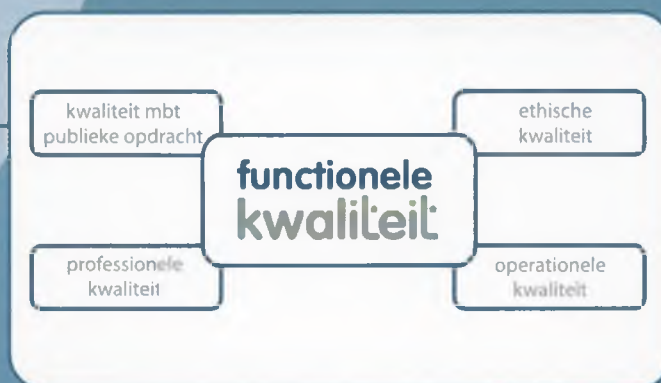 kwaliteit mbt
publieke opdracht
ethische
kwaliteit
functionele
kwaliteit
professionele
kwaliteit
operationele
kwaliteit